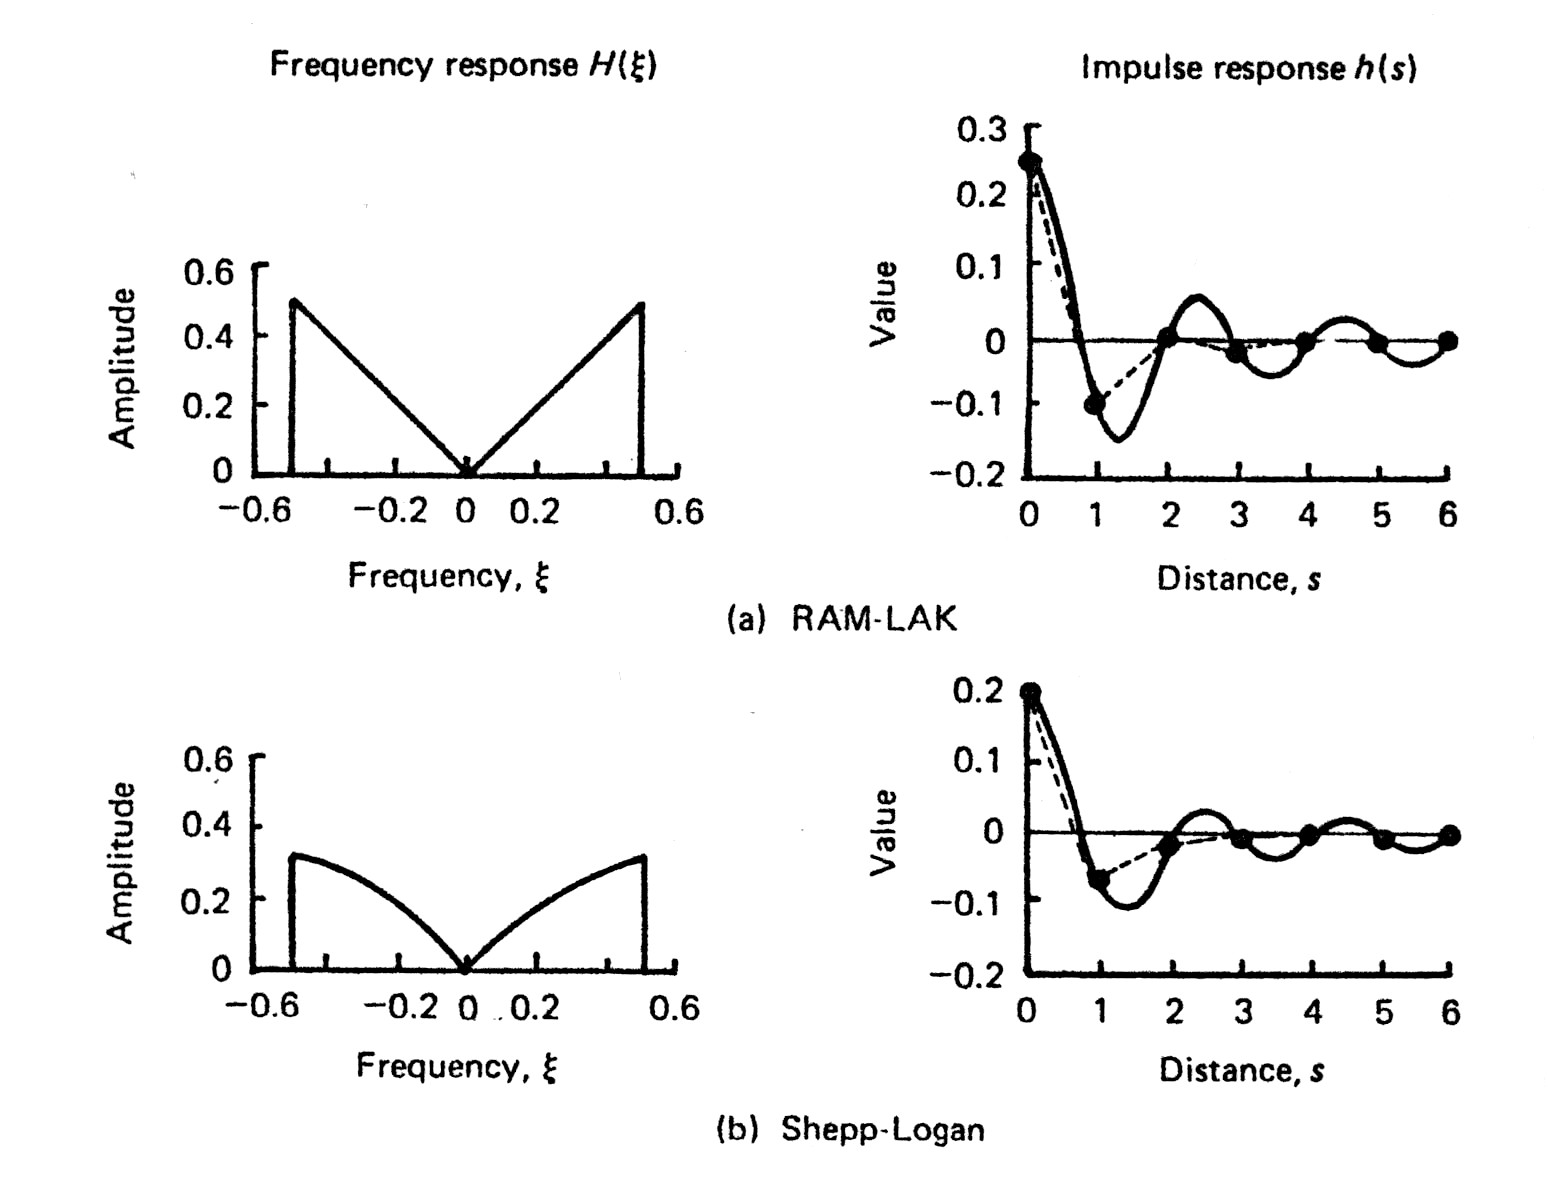 Frequency response H(ξ)
Impulse response h(s)
Amplitude
0.6
0.4
0.2
0
−0.6 −0.2 0 0.2 0.6
Frequency, ξ
Value
0.3
0.2
0.1
0
−0.1
−0.2
0 1 2 3 4 5 6
Distance, s
(a) RAM-LAK
Amplitude
0.6
0.4
0.2
0
−0.6 −0.2 0 0.2 0.6
Frequency, ξ
Value
0.2
0.1
0
−0.1
−0.2
0 1 2 3 4 5 6
Distance, s
(b) Shepp-Logan